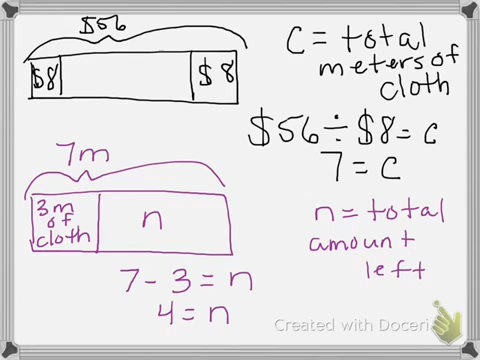 $56
$8
$8
c = total
meters of
cloth
$56 ÷ $8 = c
7 = c
7m
3m
of
cloth
n
7 - 3 = n
4 = n
n = total
amount
left
Created with Doceri